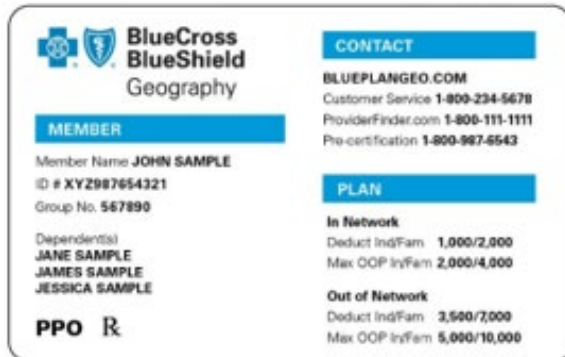 BlueCross
BlueShield
Geography
MEMBER
Member Name JOHN SAMPLE
ID # XYZ987654321
Group No. 567890
Dependent(s)
JANE SAMPLE
JAMES SAMPLE
JESSICA SAMPLE
PPO ℞
CONTACT
BLUEPLANGEO.COM
Customer Service 1-800-234-5678
ProviderFinder.com 1-800-111-1111
Pre-certification 1-800-987-6543
PLAN
In Network
Deduct Ind/Fam 1,000/2,000
Max OOP In/Fam 2,000/4,000
Out of Network
Deduct Ind/Fam 3,500/7,000
Max OOP In/Fam 5,000/10,000